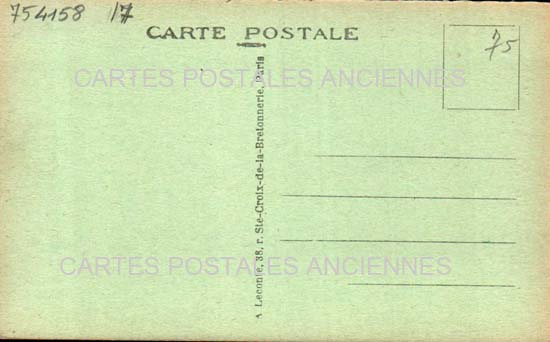 754158 17
CARTE POSTALE
75
CARTES POSTALES ANCIENNES
A Leconte, 38, r. Ste-Croix-de-la-Bretonnerie, Paris
CARTES POSTALES ANCIENNES